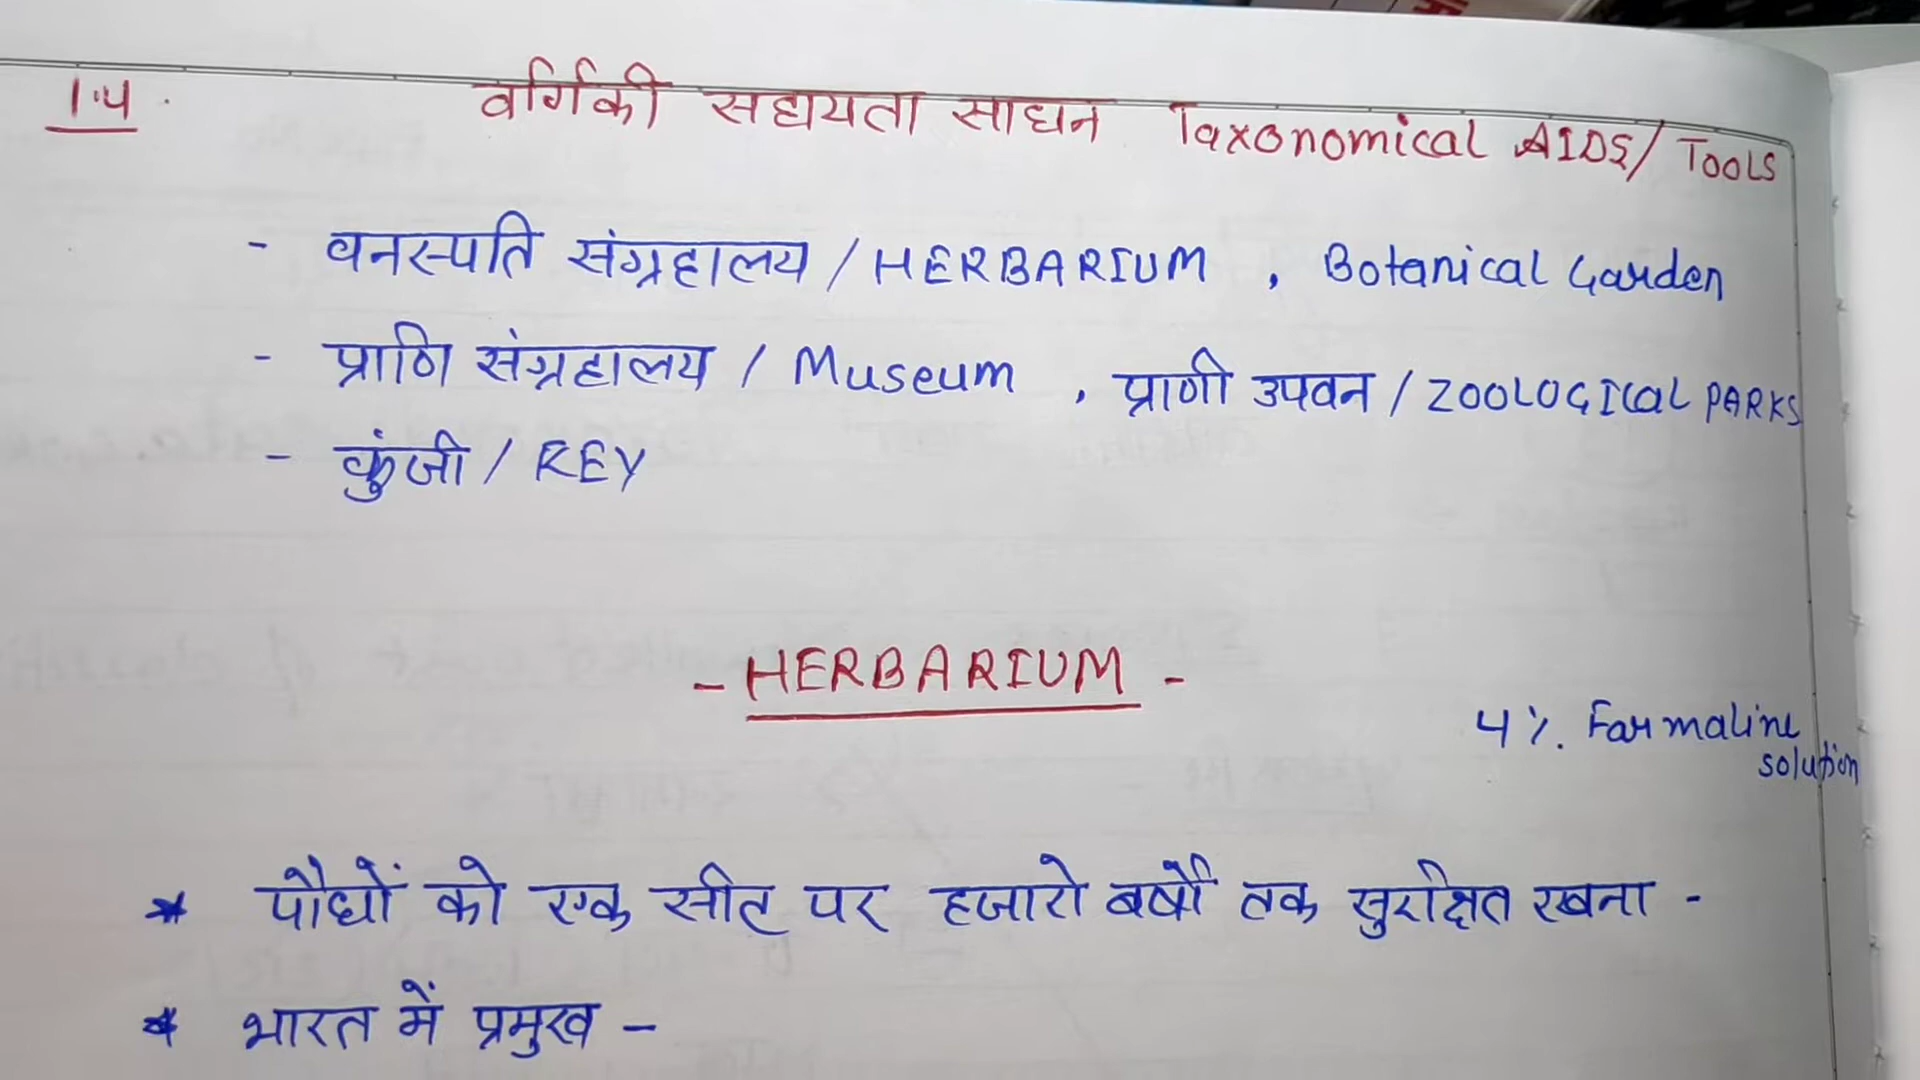 1.4 वर्गिकी सहायता साधन Taxonomical AIDS/ TOOLS
- वनस्पति संग्रहालय / HERBARIUM , Botanical Garden
- प्राणि संग्रहालय / Museum , प्राणी उपवन / ZOOLOGICAL PARKS
- कुंजी / KEY
- HERBARIUM -
4%. Farmaline
solution
* पौधों को एक सीट पर हजारो बर्षो तक सुरक्षित रखना -
* भारत में प्रमुख -